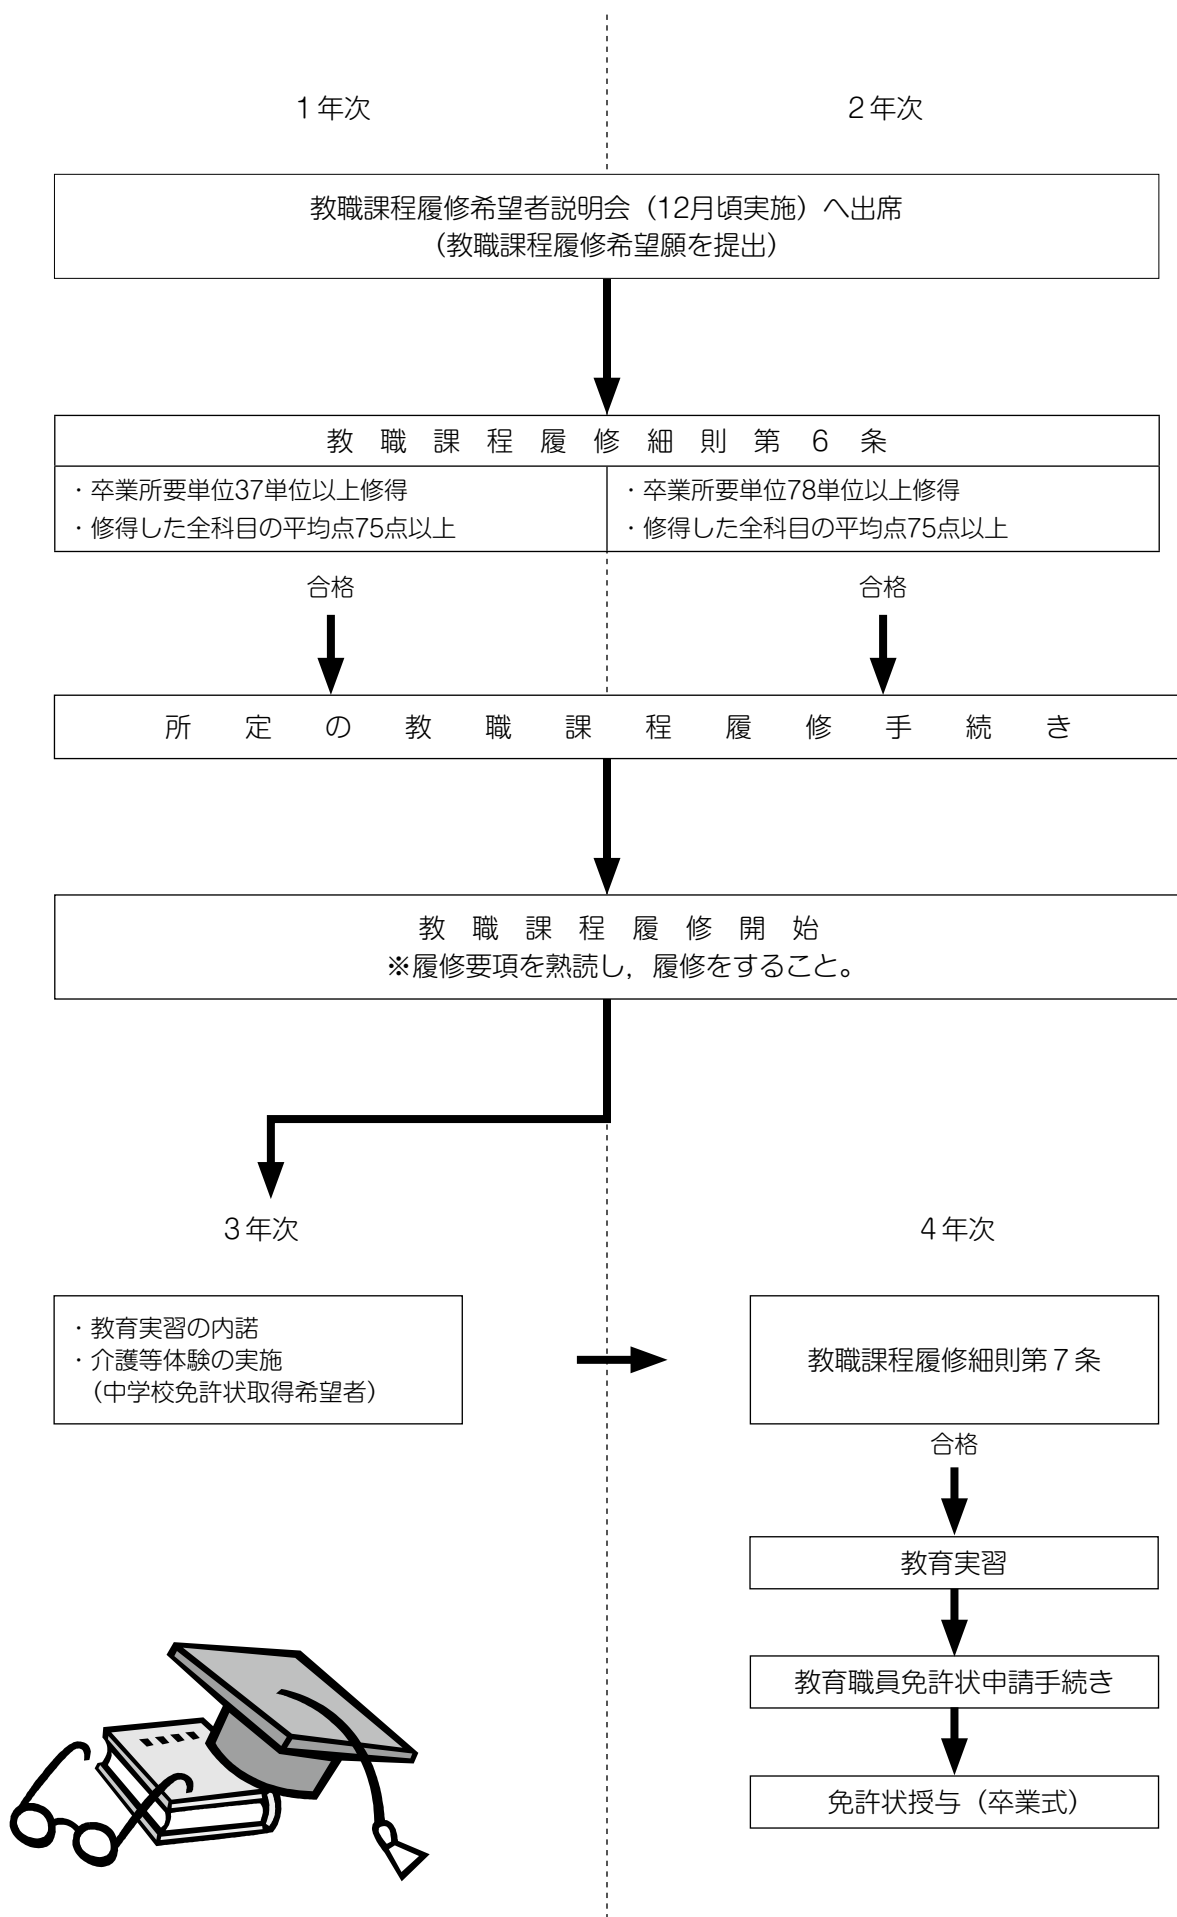 1年次
2年次
教職課程履修希望者説明会（12月頃実施）へ出席
（教職課程履修希望願を提出）
教職課程履修細則第6条
・卒業所要単位37単位以上修得
・修得した全科目の平均点75点以上
・卒業所要単位78単位以上修得
・修得した全科目の平均点75点以上
合格
合格
所定の教職課程履修手続き
教職課程履修開始
※履修要項を熟読し，履修をすること。
3年次
4年次
・教育実習の内諾
・介護等体験の実施
（中学校免許状取得希望者）
教職課程履修細則第7条
合格
教育実習
教育職員免許状申請手続き
免許状授与（卒業式）